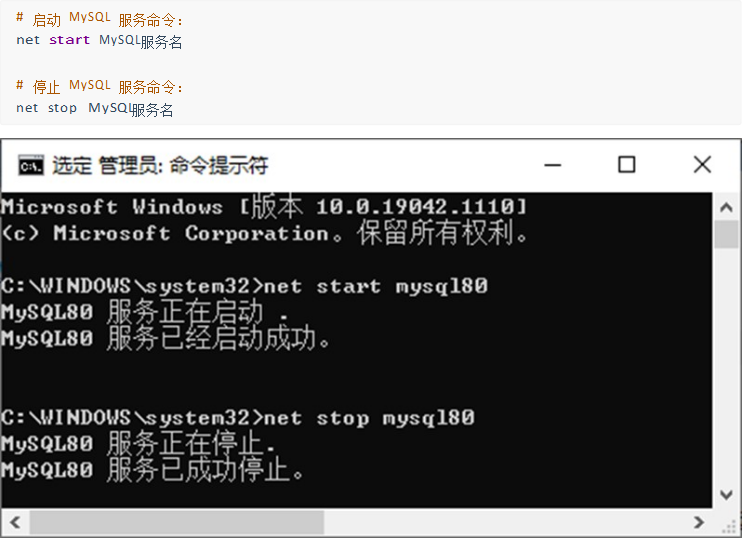 # 启动 MySQL 服务命令：
net start MySQL服务名
# 停止 MySQL 服务命令：
net stop MySQL服务名
选定 管理员: 命令提示符
Microsoft Windows [版本 10.0.19042.1110]
(c) Microsoft Corporation。保留所有权利。
C:\WINDOWS\system32>net start mysql80
MySQL80 服务正在启动 .
MySQL80 服务已经启动成功。
C:\WINDOWS\system32>net stop mysql80
MySQL80 服务正在停止.
MySQL80 服务已成功停止。